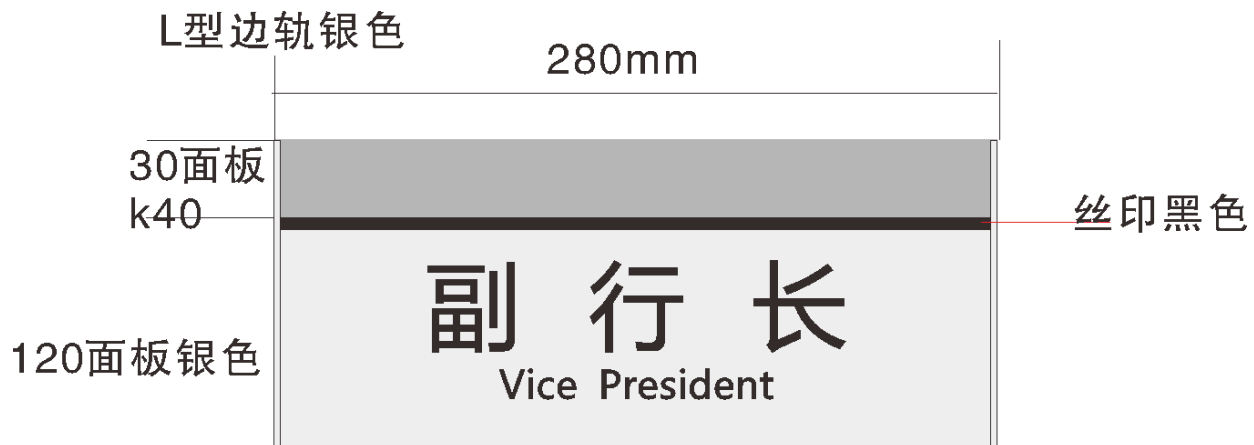 L型边轨银色
280mm
30面板
k40
丝印黑色
副行长
120面板银色
Vice President